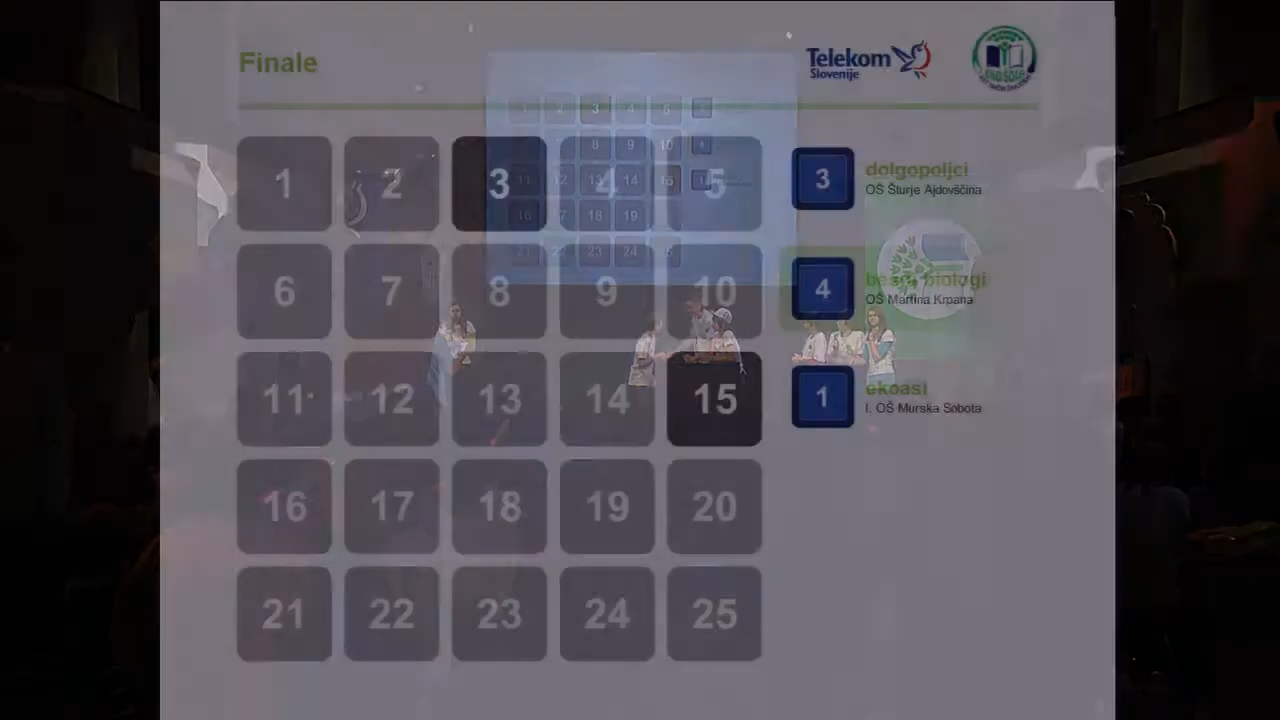 Finale
Telekom
Slovenije
1 2 3 4 5
6 7 8 9 10
11 12 13 14 15
16 17 18 19 20
21 22 23 24 25
3
dolgopoljci
OŠ Šturje Ajdovščina
4
OŠ Martina Krpana
1
ekoasi
I. OŠ Murska Sobota